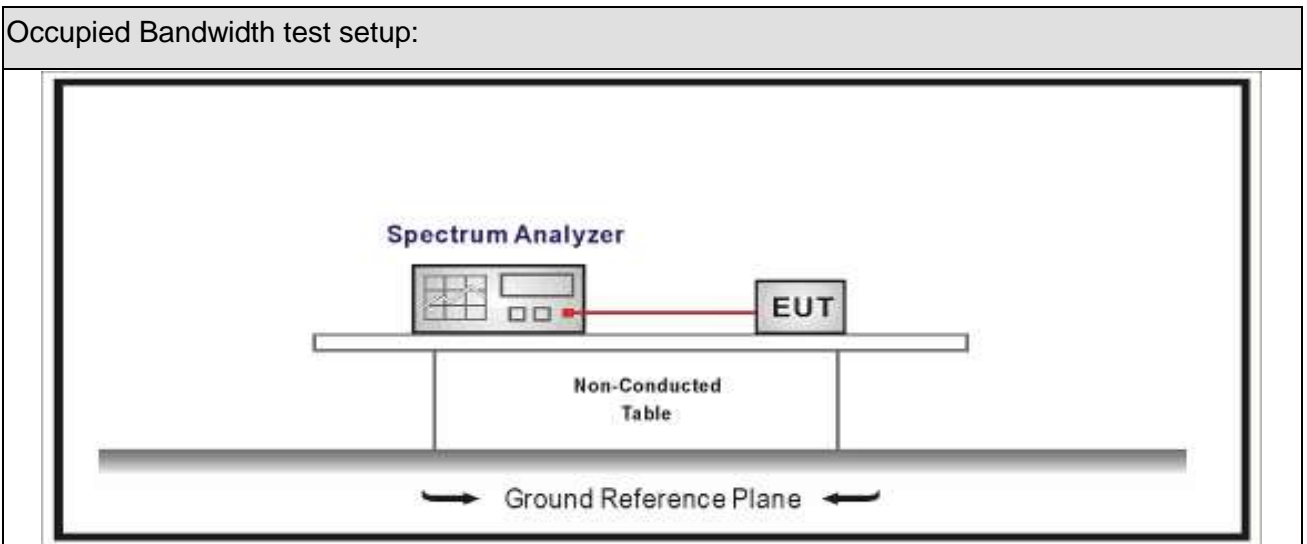 Occupied Bandwidth test setup:
Spectrum Analyzer
EUT
Non-Conducted
Table
Ground Reference Plane